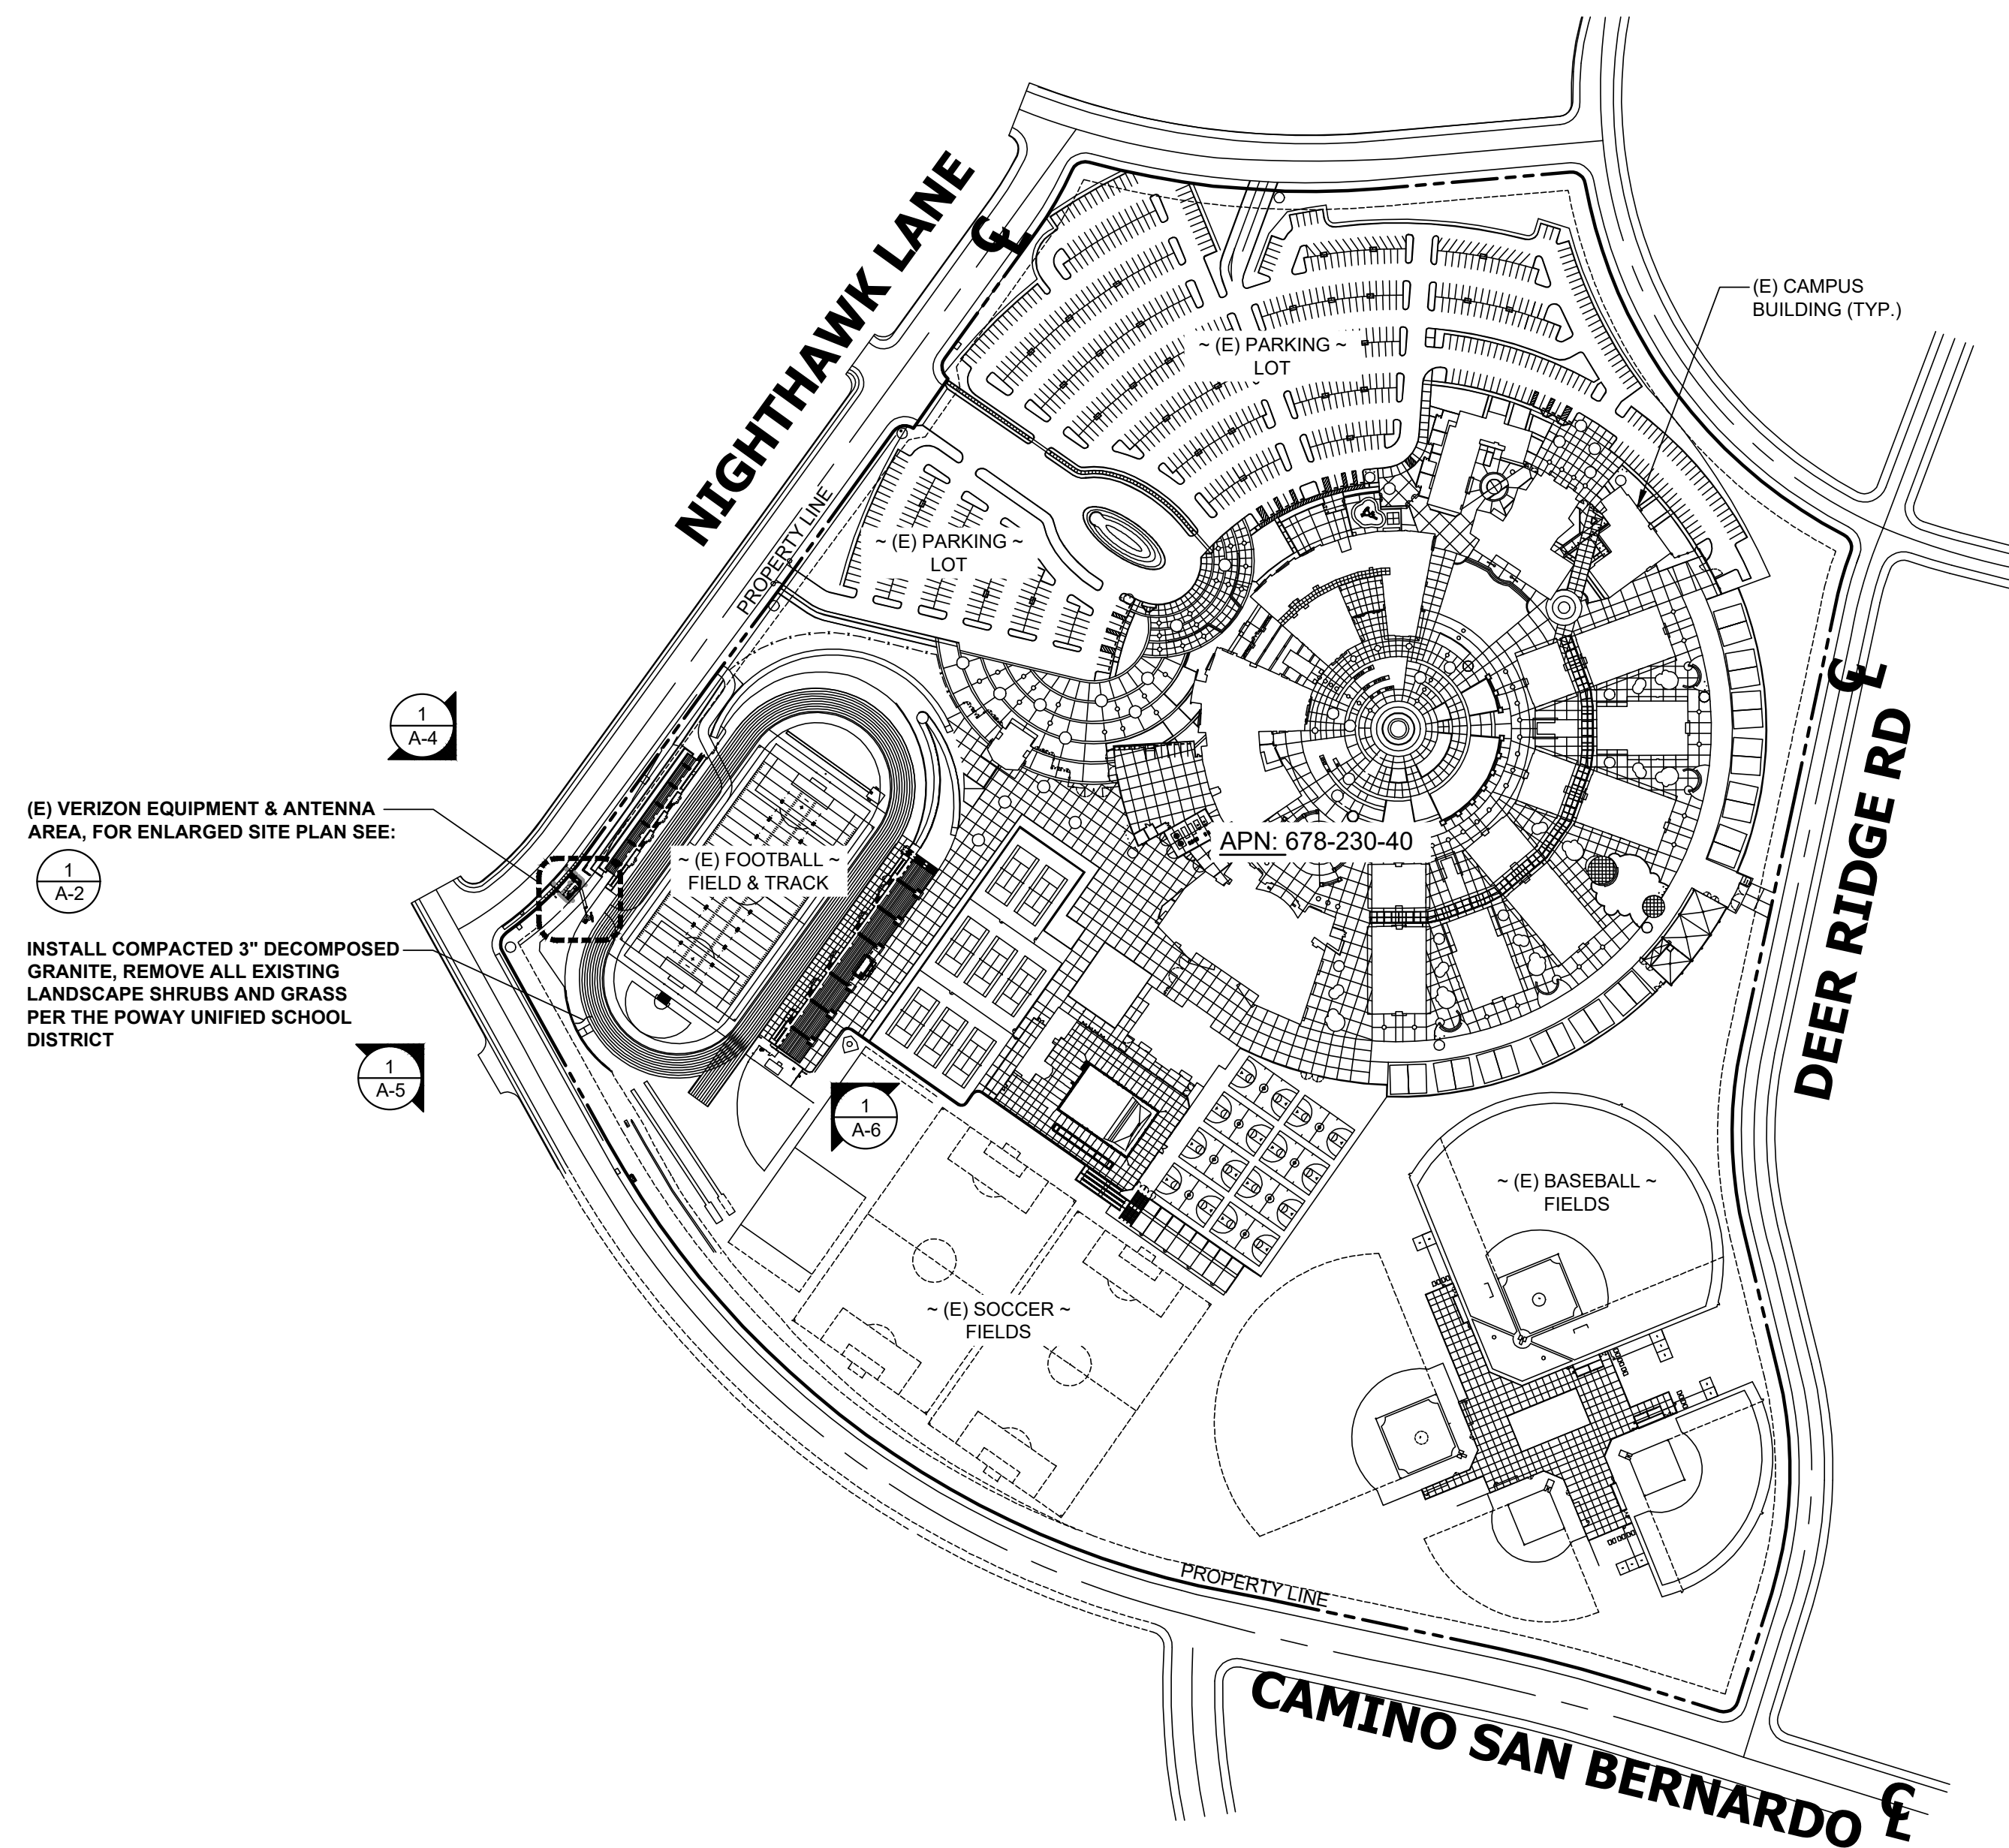 NIGHTHAWK LANE
CL
(E) CAMPUS
BUILDING (TYP.)
~ (E) PARKING ~
LOT
PROPERTY LINE
~ (E) PARKING ~
LOT
CL
DEER RIDGE RD
1
A-4
(E) VERIZON EQUIPMENT & ANTENNA
AREA, FOR ENLARGED SITE PLAN SEE:
1
A-2
~ (E) FOOTBALL ~
FIELD & TRACK
APN: 678-230-40
INSTALL COMPACTED 3" DECOMPOSED
GRANITE, REMOVE ALL EXISTING
LANDSCAPE SHRUBS AND GRASS
PER THE POWAY UNIFIED SCHOOL
DISTRICT
1
A-5
1
A-6
~ (E) BASEBALL ~
FIELDS
~ (E) SOCCER ~
FIELDS
PROPERTY LINE
CAMINO SAN BERNARDO
CL